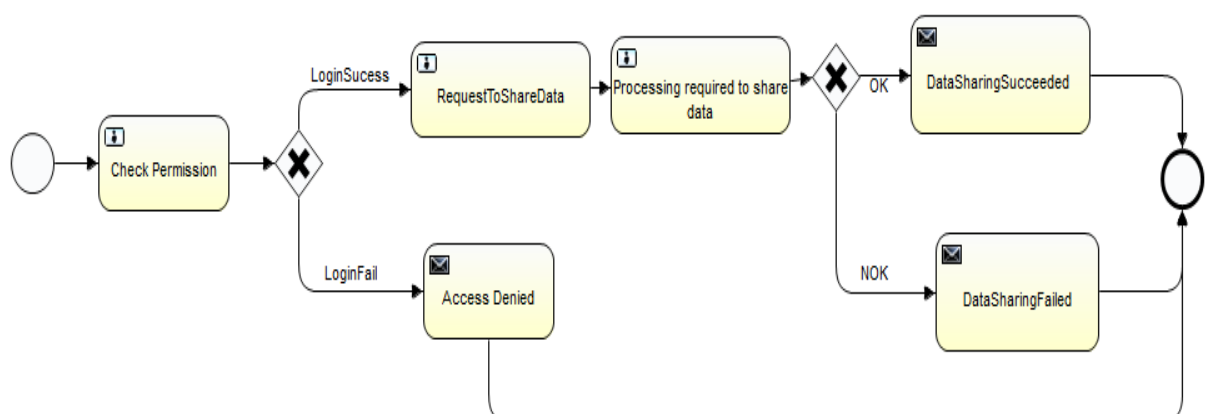 LoginSucess
RequestToShareData
Processing required to share
data
OK
DataSharingSucceeded
Check Permission
LoginFail
Access Denied
NOK
DataSharingFailed